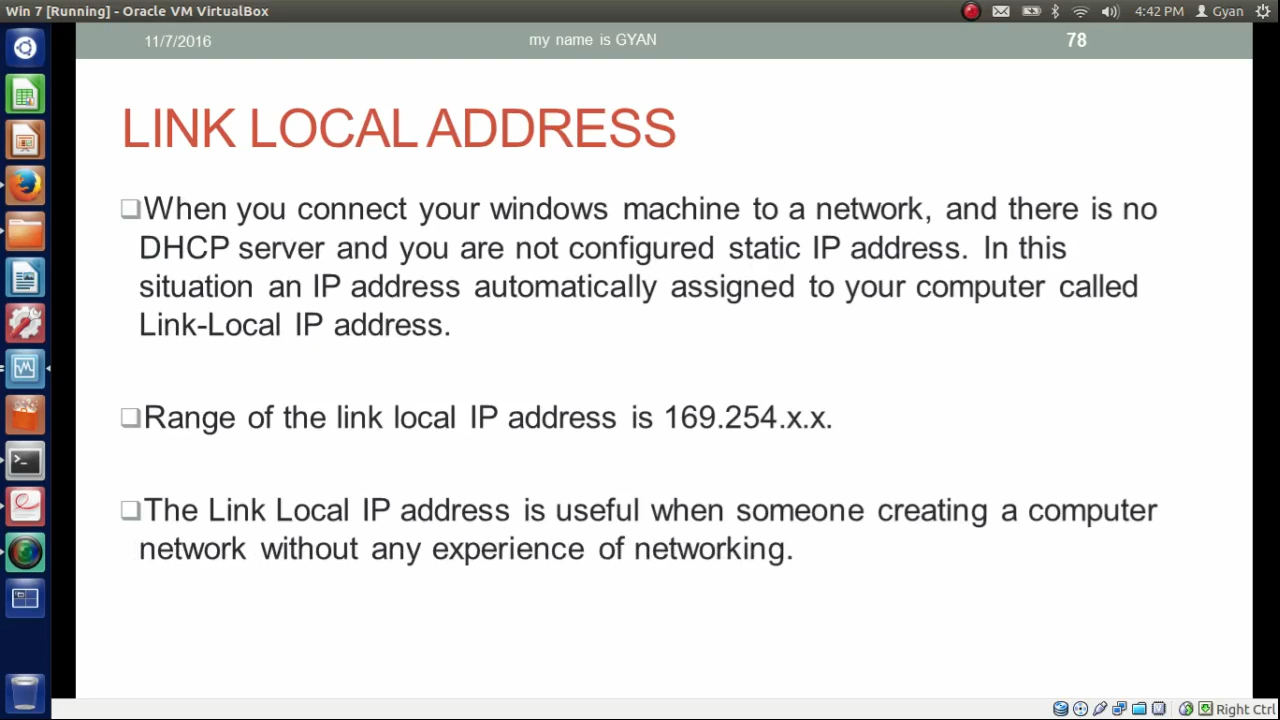 Win 7 [Running] - Oracle VM VirtualBox
4:42 PM
Gyan
11/7/2016
my name is GYAN
78
LINK LOCAL ADDRESS
When you connect your windows machine to a network, and there is no
DHCP server and you are not configured static IP address. In this
situation an IP address automatically assigned to your computer called
Link-Local IP address.
Range of the link local IP address is 169.254.x.x.
The Link Local IP address is useful when someone creating a computer
network without any experience of networking.
Right Ctrl